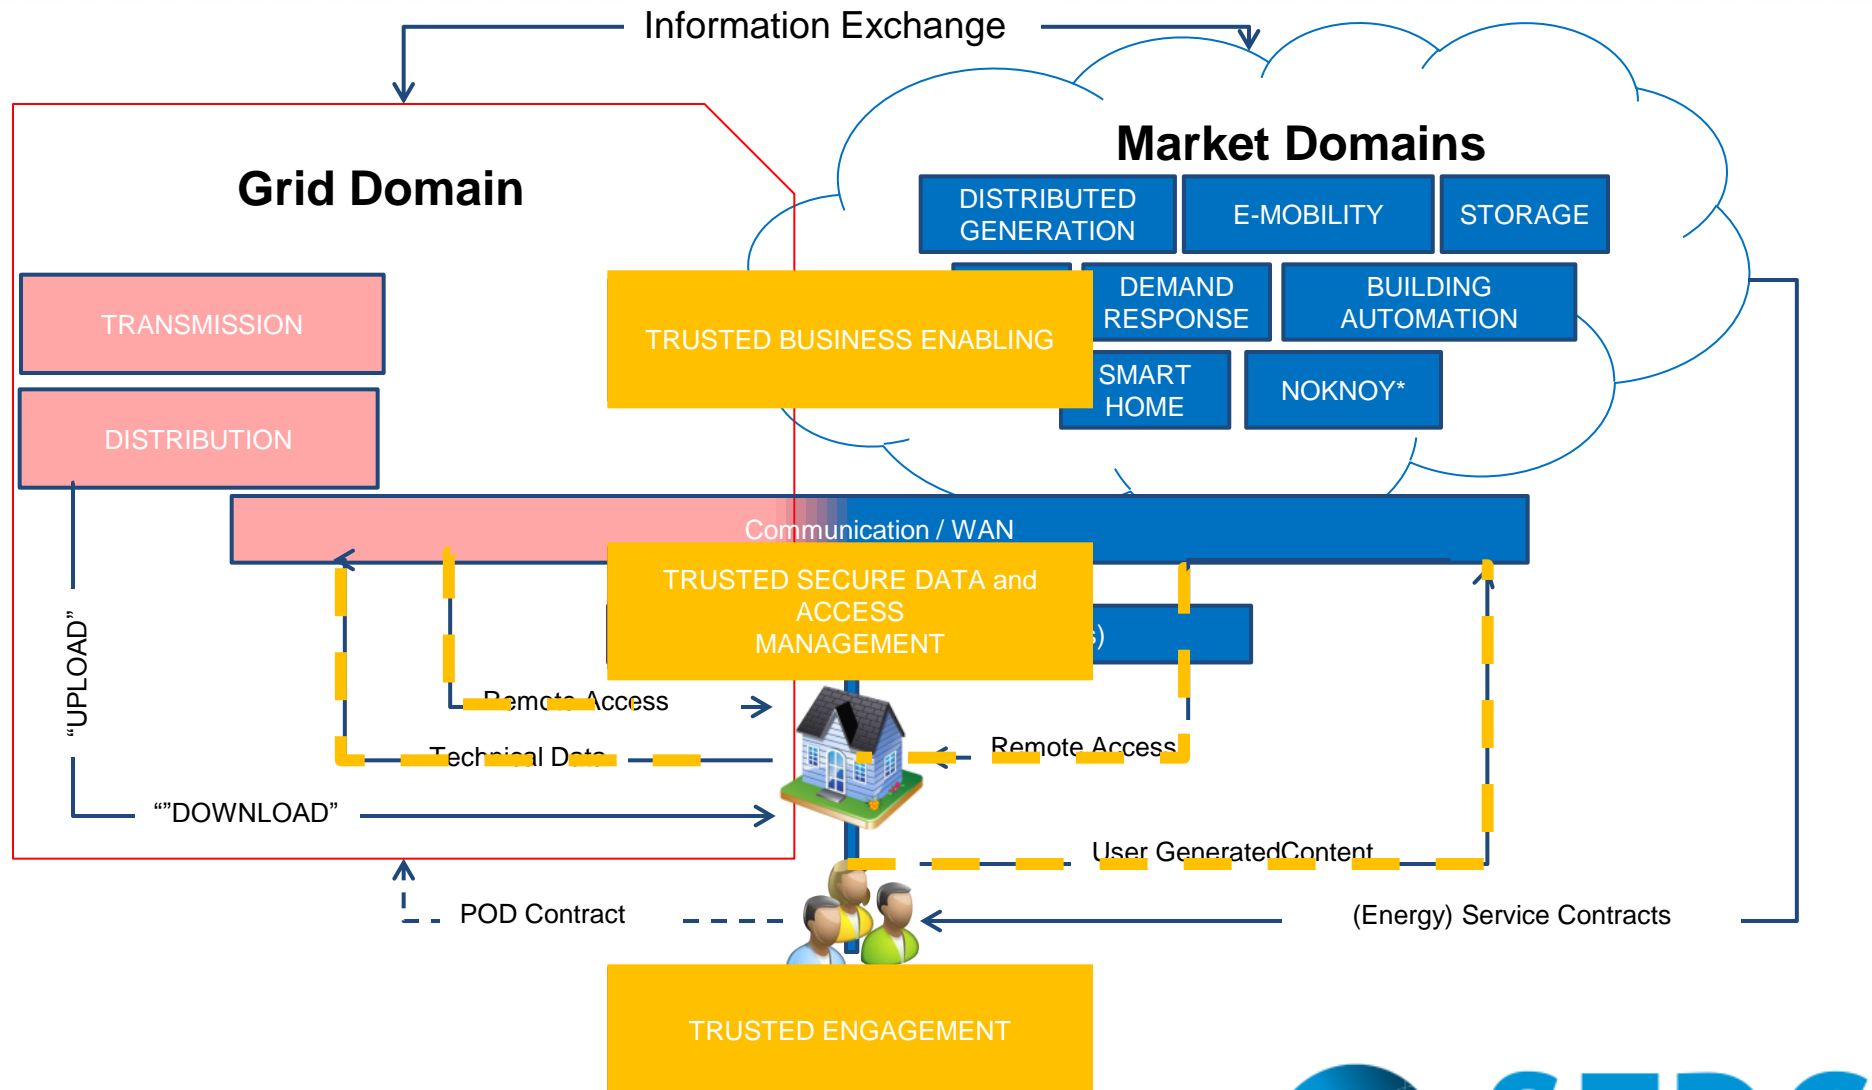 Information Exchange
Market Domains
Grid Domain
DISTRIBUTED
GENERATION
E-MOBILITY
STORAGE
TRANSMISSION
TRUSTED BUSINESS ENABLING
DEMAND
RESPONSE
BUILDING
AUTOMATION
SMART
HOME
NOKNOY*
DISTRIBUTION
Communication / WAN
TRUSTED SECURE DATA and
ACCESS
MANAGEMENT
“UPLOAD”
Remote Access
Technical Data
Remote Access
“”DOWNLOAD”
User GeneratedContent
POD Contract
(Energy) Service Contracts
TRUSTED ENGAGEMENT